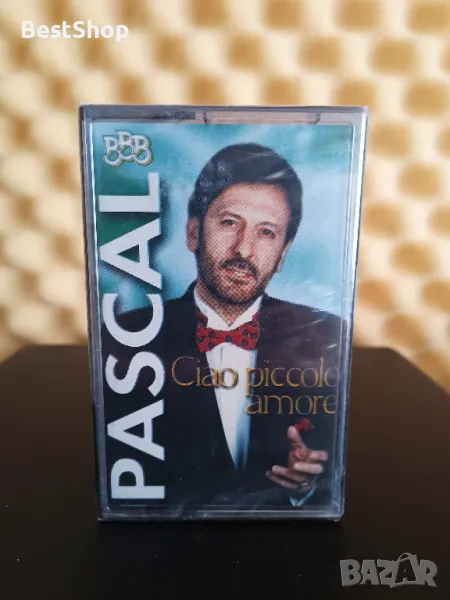 BestShop
BBB
PASCAL
Ciao piccolo
amore
BAZAR